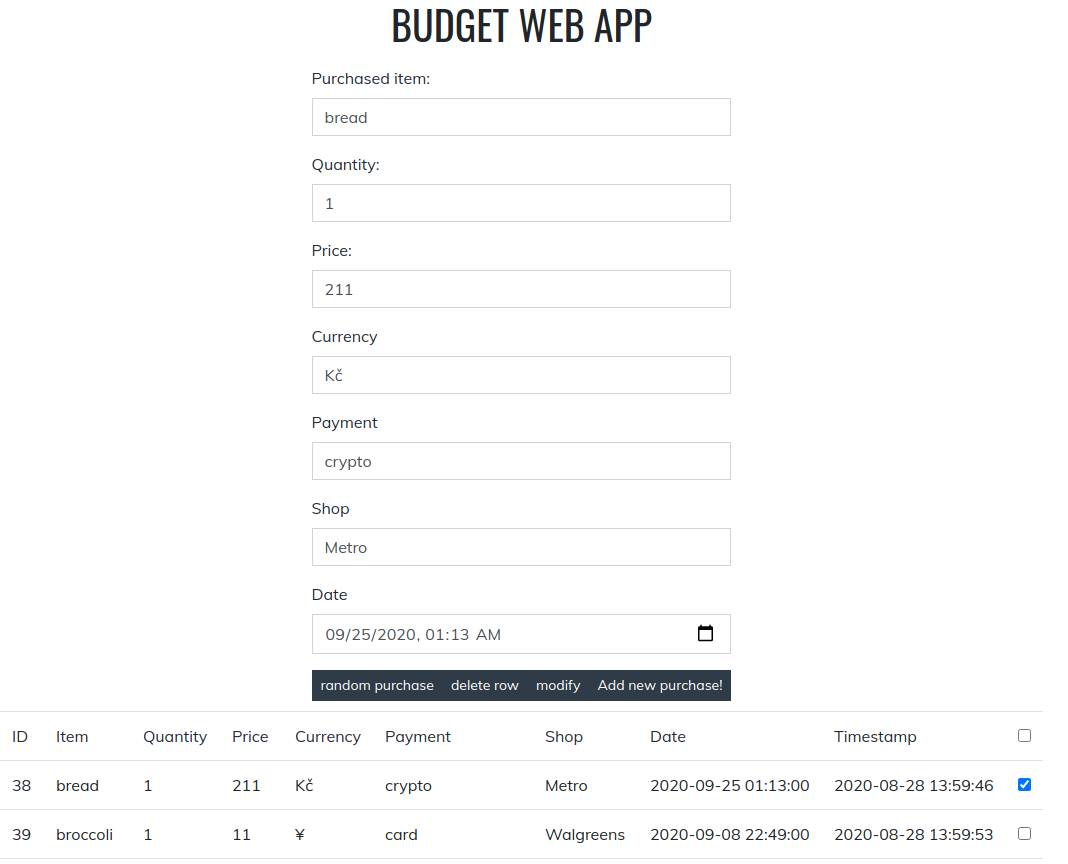 BUDGET WEB APP
Purchased item:
bread
Quantity:
1
Price:
211
Currency
Kč
Payment
crypto
Shop
Metro
Date
09/25/2020, 01:13 AM
random purchase delete row modify Add new purchase!
ID Item Quantity Price Currency Payment Shop Date Timestamp
38 bread 1 211 Kč crypto Metro 2020-09-25 01:13:00 2020-08-28 13:59:46
39 broccoli 1 11 ¥ card Walgreens 2020-09-08 22:49:00 2020-08-28 13:59:53